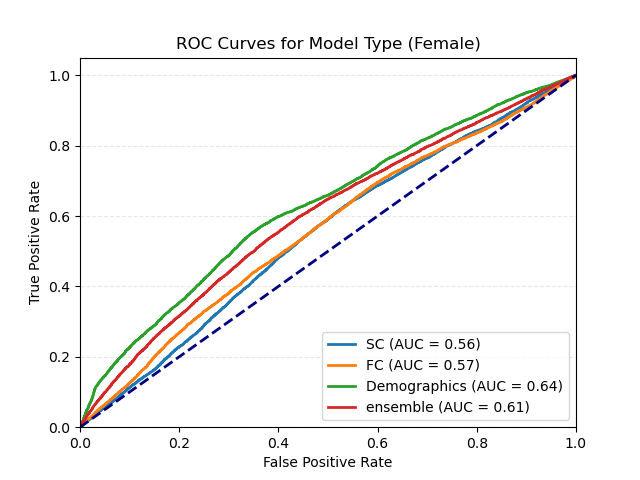 ROC Curves for Model Type (Female)
True Positive Rate
1.0
0.8
0.6
0.4
0.2
0.0
SC (AUC = 0.56)
FC (AUC = 0.57)
Demographics (AUC = 0.64)
ensemble (AUC = 0.61)
0.0 0.2 0.4 0.6 0.8 1.0
False Positive Rate